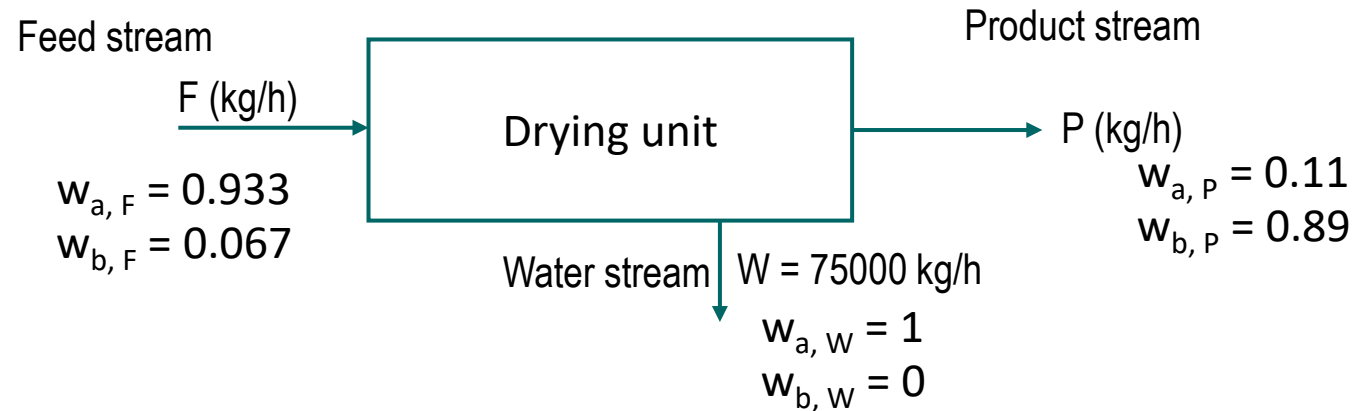 Feed stream
F (kg/h)
w_a, F = 0.933
w_b, F = 0.067
Drying unit
Water stream
W = 75000 kg/h
w_a, W = 1
w_b, W = 0
Product stream
P (kg/h)
w_a, P = 0.11
w_b, P = 0.89